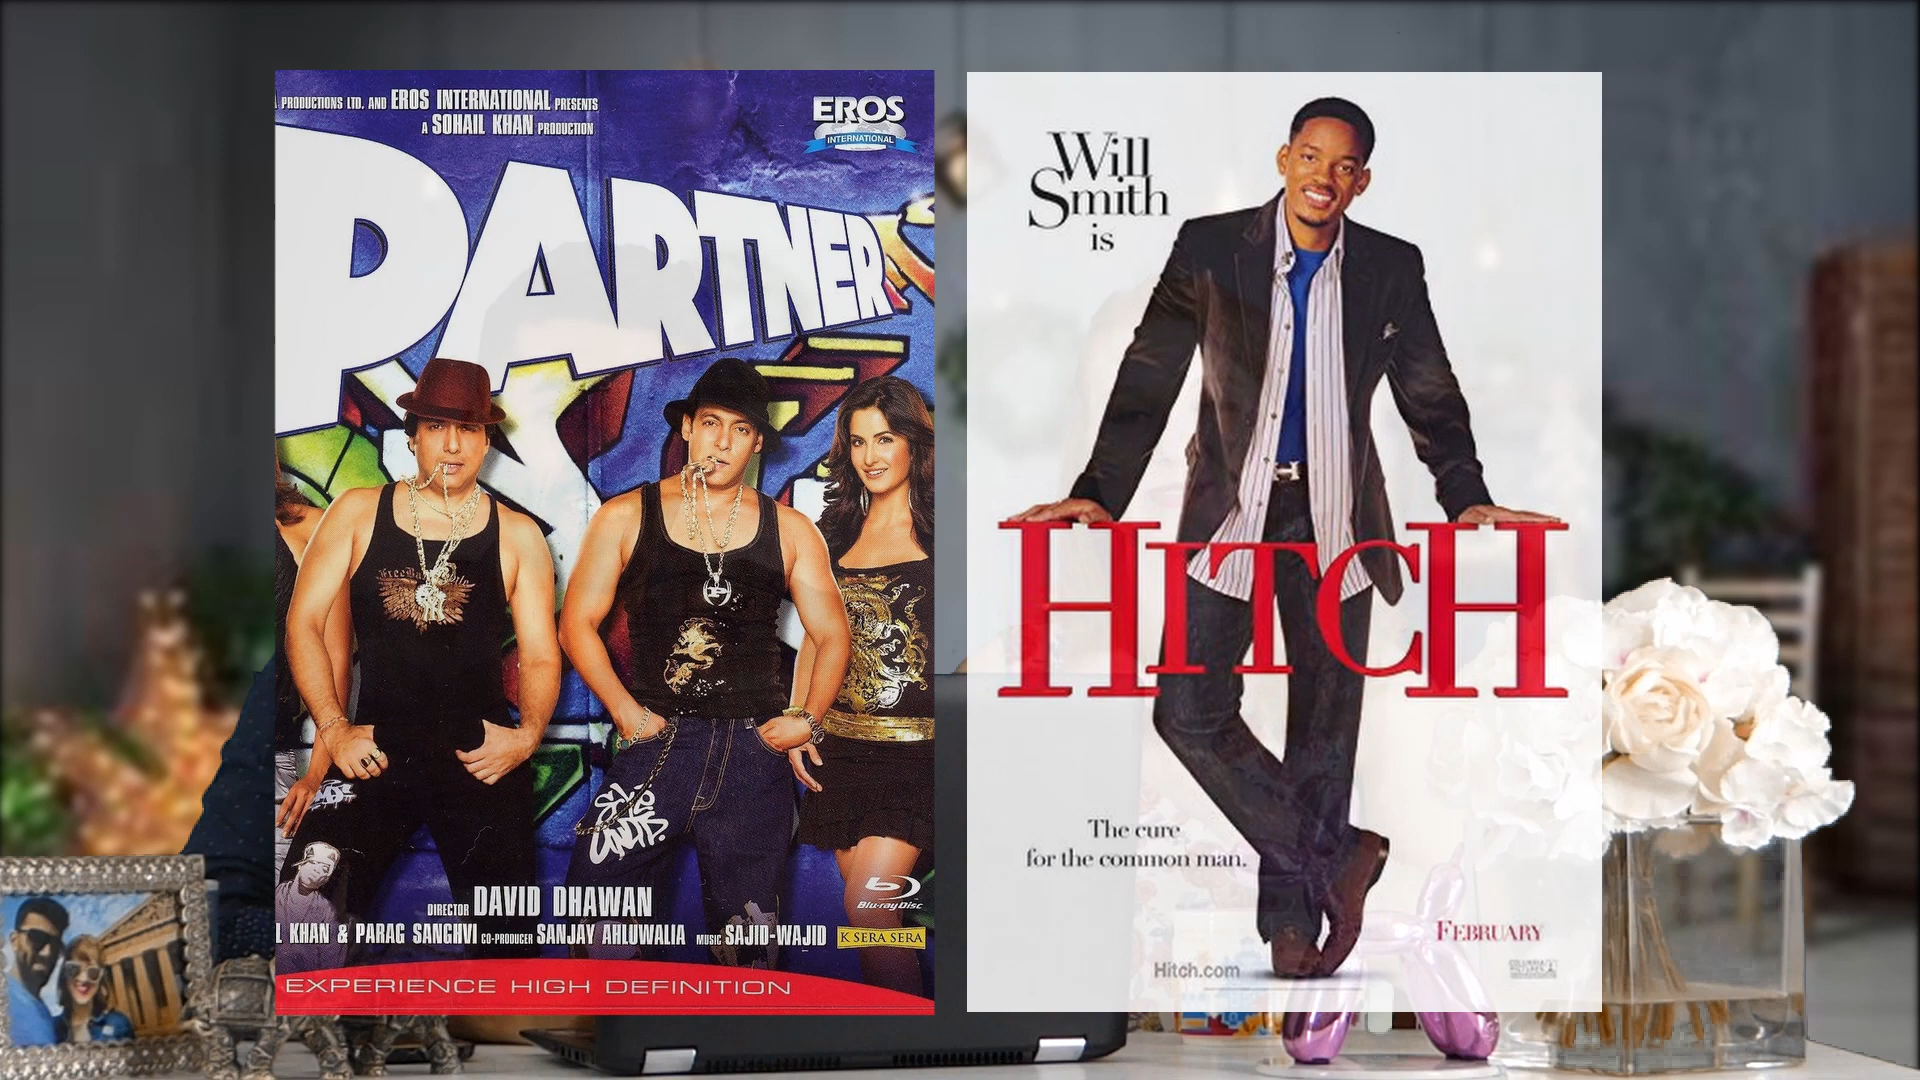 PRODUCTIONS LTD. AND EROS INTERNATIONAL PRESENTS
A SOHAIL KHAN PRODUCTION
EROS
INTERNATIONAL
PARTNER
DIRECTOR DAVID DHAWAN
Blu-ray Disc
L KHAN & PARAG SANGHVI CO-PRODUCER SANJAY AHLUWALIA MUSIC SAJID-WAJID
K SERA SERA
EXPERIENCE HIGH DEFINITION
Will
Smith
is
HITCH
The cure
for the common man.
FEBRUARY
Hitch.com
COLUMBIA
PICTURES